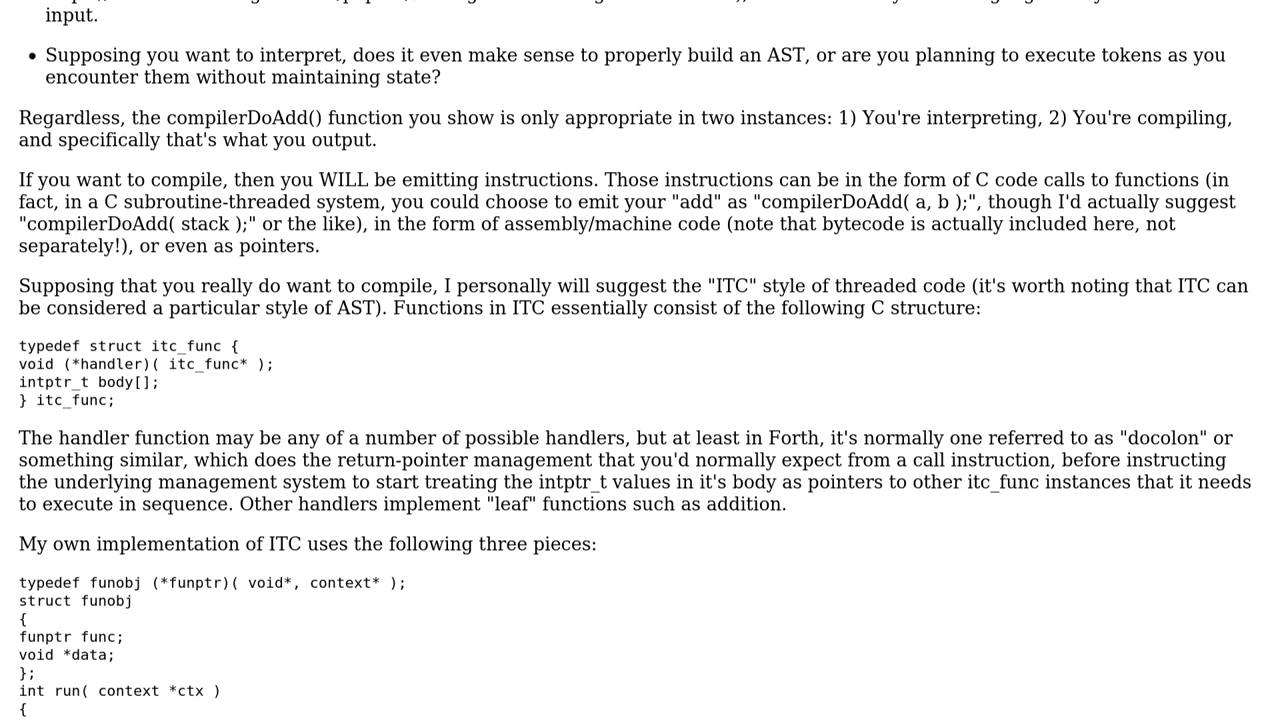 input.
• Supposing you want to interpret, does it even make sense to properly build an AST, or are you planning to execute tokens as you
encounter them without maintaining state?
Regardless, the compilerDoAdd() function you show is only appropriate in two instances: 1) You're interpreting, 2) You're compiling,
and specifically that's what you output.
If you want to compile, then you WILL be emitting instructions. Those instructions can be in the form of C code calls to functions (in
fact, in a C subroutine-threaded system, you could choose to emit your "add" as "compilerDoAdd( a, b );", though I'd actually suggest
"compilerDoAdd( stack );" or the like), in the form of assembly/machine code (note that bytecode is actually included here, not
separately!), or even as pointers.
Supposing that you really do want to compile, I personally will suggest the "ITC" style of threaded code (it's worth noting that ITC can
be considered a particular style of AST). Functions in ITC essentially consist of the following C structure:
typedef struct itc_func {
void (*handler)( itc_func* );
intptr_t body[];
} itc_func;
The handler function may be any of a number of possible handlers, but at least in Forth, it's normally one referred to as "docolon" or
something similar, which does the return-pointer management that you'd normally expect from a call instruction, before instructing
the underlying management system to start treating the intptr_t values in it's body as pointers to other itc_func instances that it needs
to execute in sequence. Other handlers implement "leaf" functions such as addition.
My own implementation of ITC uses the following three pieces:
typedef funobj (*funptr)( void*, context* );
struct funobj
{
funptr func;
void *data;
};
int run( context *ctx )
{